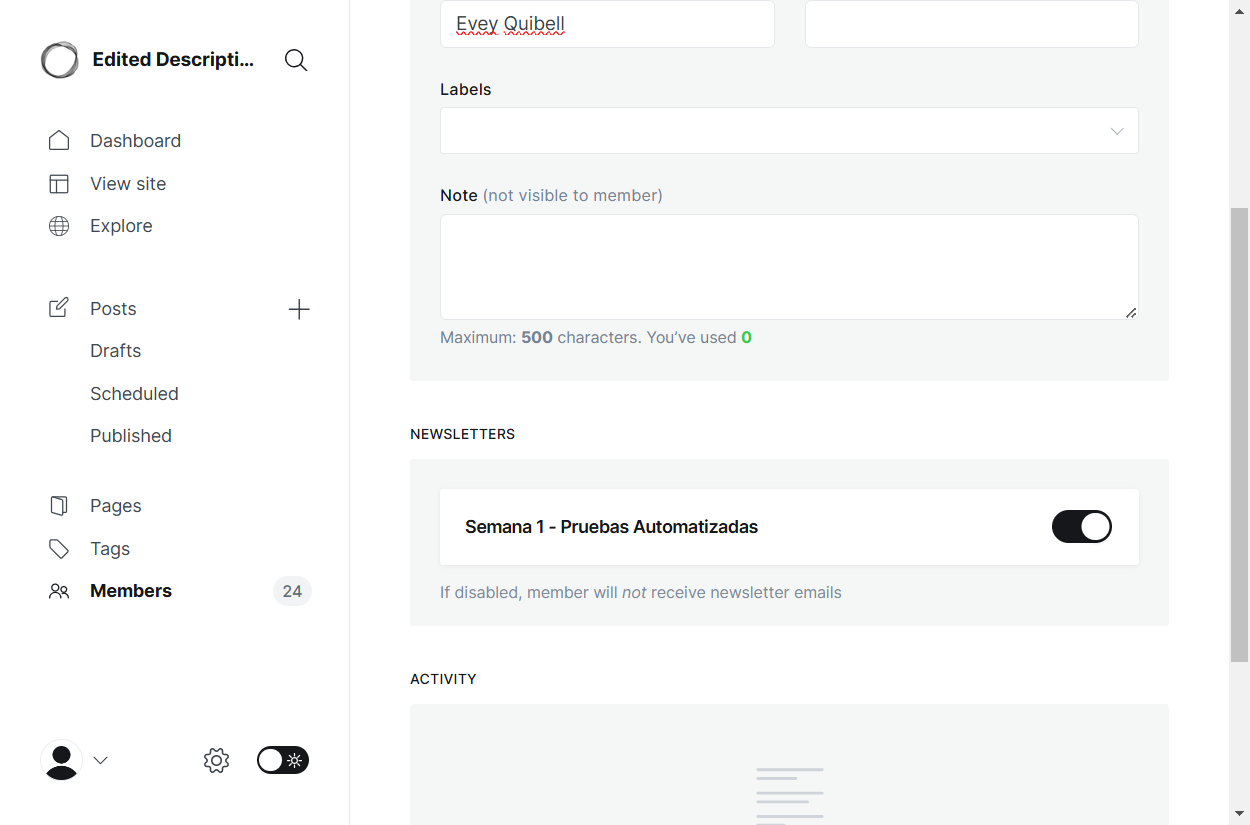 Edited Descripti...
Dashboard
View site
Explore
Posts
Drafts
Scheduled
Published
Pages
Tags
Members 24
Evey Quibell
Labels
Note (not visible to member)
Maximum: 500 characters. You’ve used 0
NEWSLETTERS
Semana 1 - Pruebas Automatizadas
If disabled, member will not receive newsletter emails
ACTIVITY